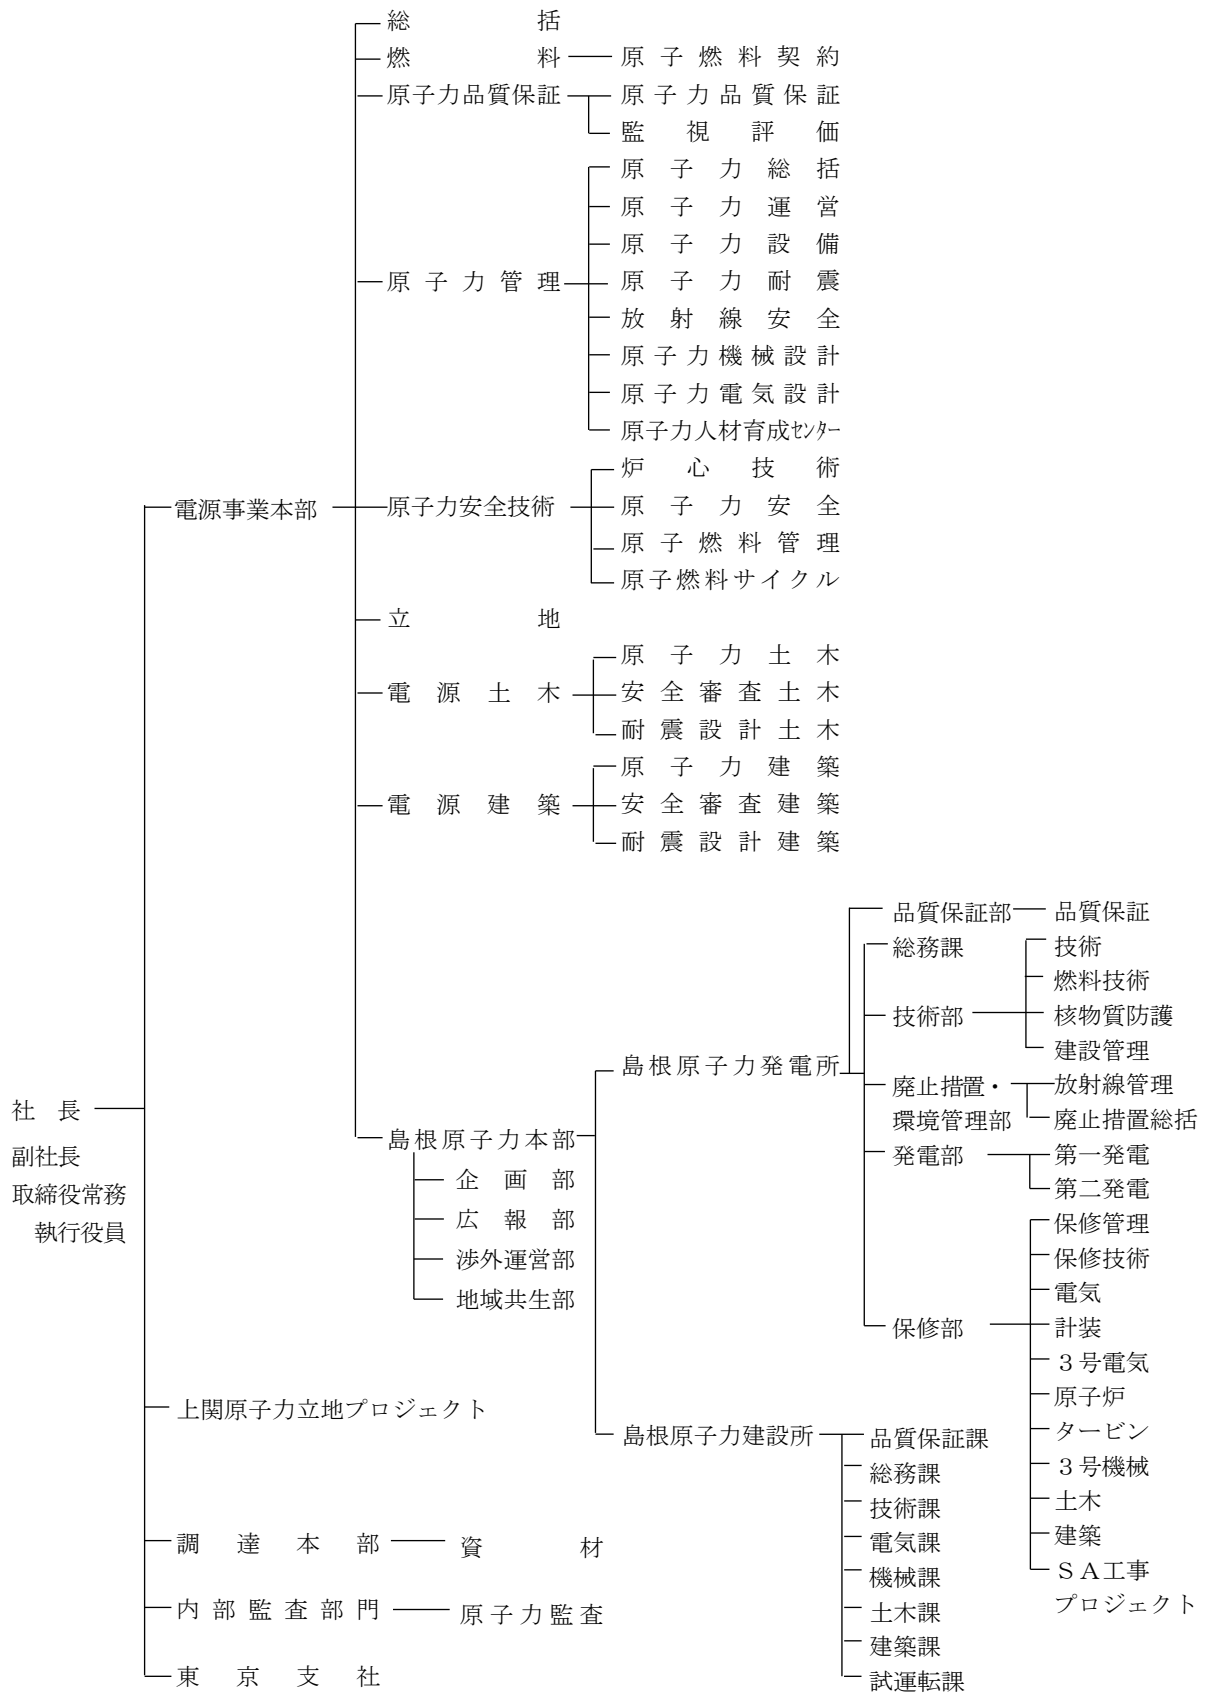 総括
燃料
原子燃料契約
原子力品質保証
原子力品質保証
監視評価
原子力総括
原子力運営
原子力設備
原子力管理
原子力耐震
放射線安全
原子力機械設計
原子力電気設計
原子力人材育成ｾﾝﾀｰ
炉心技術
電源事業本部
原子力安全技術
原子力安全
原子燃料管理
原子燃料サイクル
立地
原子力土木
電源土木
安全審査土木
耐震設計土木
原子力建築
電源建築
安全審査建築
耐震設計建築
社長
副社長
取締役常務
執行役員
島根原子力本部
企画部
広報部
渉外運営部
地域共生部
島根原子力発電所
品質保証部
品質保証
総務課
技術部
技術
燃料技術
核物質防護
建設管理
廃止措置・
環境管理部
放射線管理
廃止措置総括
発電部
第一発電
第二発電
保修部
保修管理
保修技術
電気
計装
３号電気
原子炉
タービン
３号機械
土木
建築
ＳＡ工事
プロジェクト
島根原子力建設所
品質保証課
総務課
技術課
電気課
機械課
土木課
建築課
試運転課
上関原子力立地プロジェクト
調達本部
資材
内部監査部門
原子力監査
東京支社